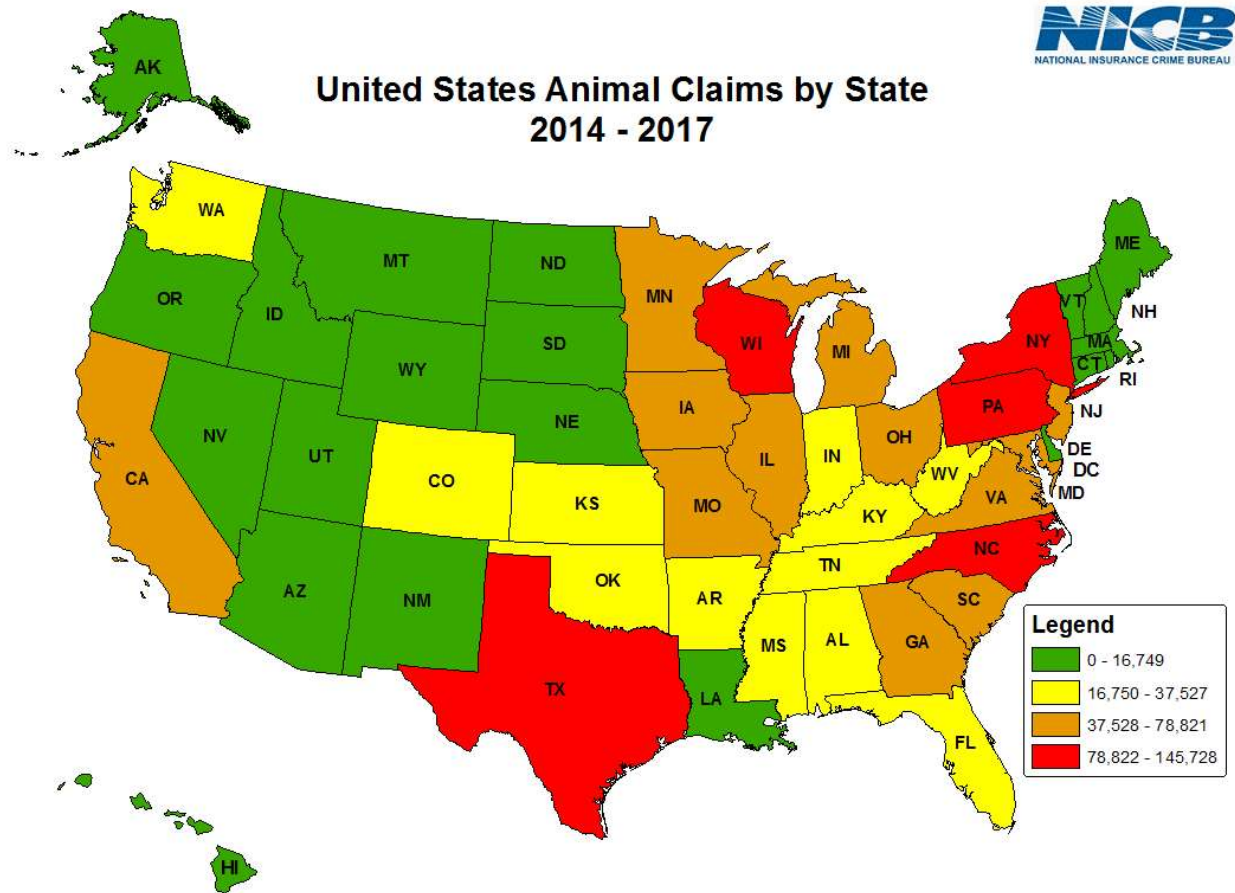 NICB
NATIONAL INSURANCE CRIME BUREAU
United States Animal Claims by State
2014 - 2017
AK
WA
MT
ND
MN
ME
OR
ID
SD
WI
MI
NY
VT
NH
MA
CT
RI
WY
NE
IA
PA
NJ
NV
UT
CO
KS
MO
IL
IN
OH
WV
VA
DE
DC
MD
CA
KY
NC
AZ
NM
OK
AR
TN
SC
MS
AL
GA
TX
LA
FL
HI
Legend
0 - 16,749
16,750 - 37,527
37,528 - 78,821
78,822 - 145,728